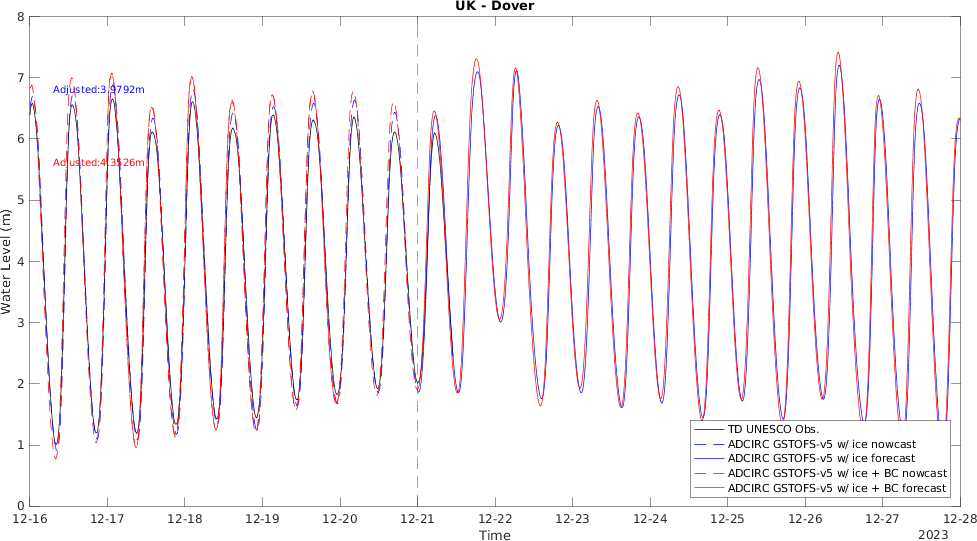 UK - Dover
8
7
6
5
4
3
2
1
0
Water Level (m)
Adjusted:3.9792m
Adjusted:4.3526m
TD UNESCO Obs.
ADCIRC GSTOFS-v5 w/ ice nowcast
ADCIRC GSTOFS-v5 w/ ice forecast
ADCIRC GSTOFS-v5 w/ ice + BC nowcast
ADCIRC GSTOFS-v5 w/ ice + BC forecast
12-16 12-17 12-18 12-19 12-20 12-21 12-22 12-23 12-24 12-25 12-26 12-27 12-28
Time
2023